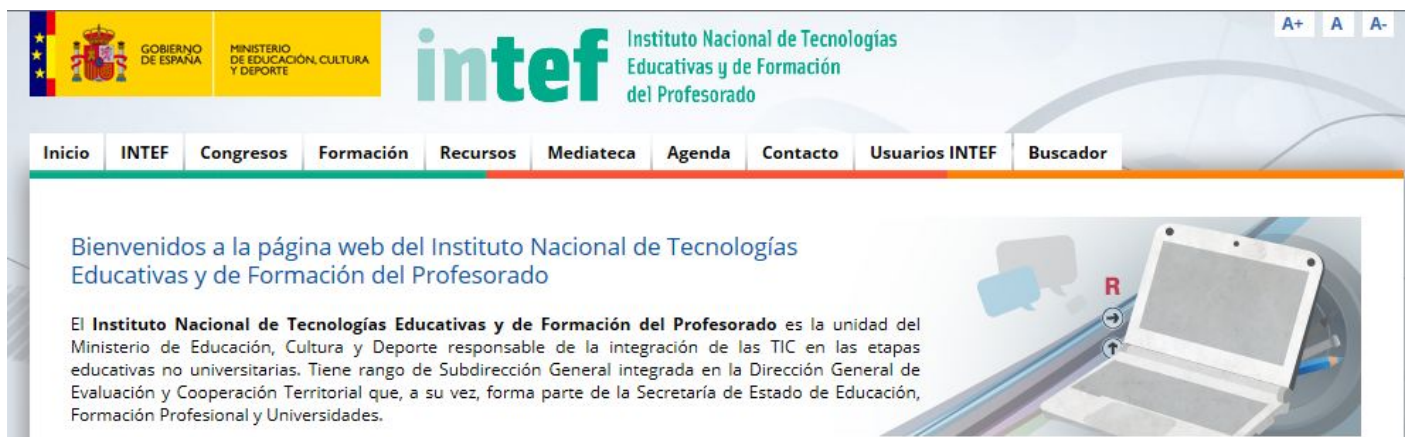 GOBIERNO
DE ESPAÑA
MINISTERIO
DE EDUCACIÓN, CULTURA
Y DEPORTE
intef
Instituto Nacional de Tecnologías
Educativas y de Formación
del Profesorado
A+ A A-
Inicio INTEF Congresos Formación Recursos Mediateca Agenda Contacto Usuarios INTEF Buscador
Bienvenidos a la página web del Instituto Nacional de Tecnologías
Educativas y de Formación del Profesorado
El Instituto Nacional de Tecnologías Educativas y de Formación del Profesorado es la unidad del
Ministerio de Educación, Cultura y Deporte responsable de la integración de las TIC en las etapas
educativas no universitarias. Tiene rango de Subdirección General integrada en la Dirección General de
Evaluación y Cooperación Territorial que, a su vez, forma parte de la Secretaría de Estado de Educación,
Formación Profesional y Universidades.
R